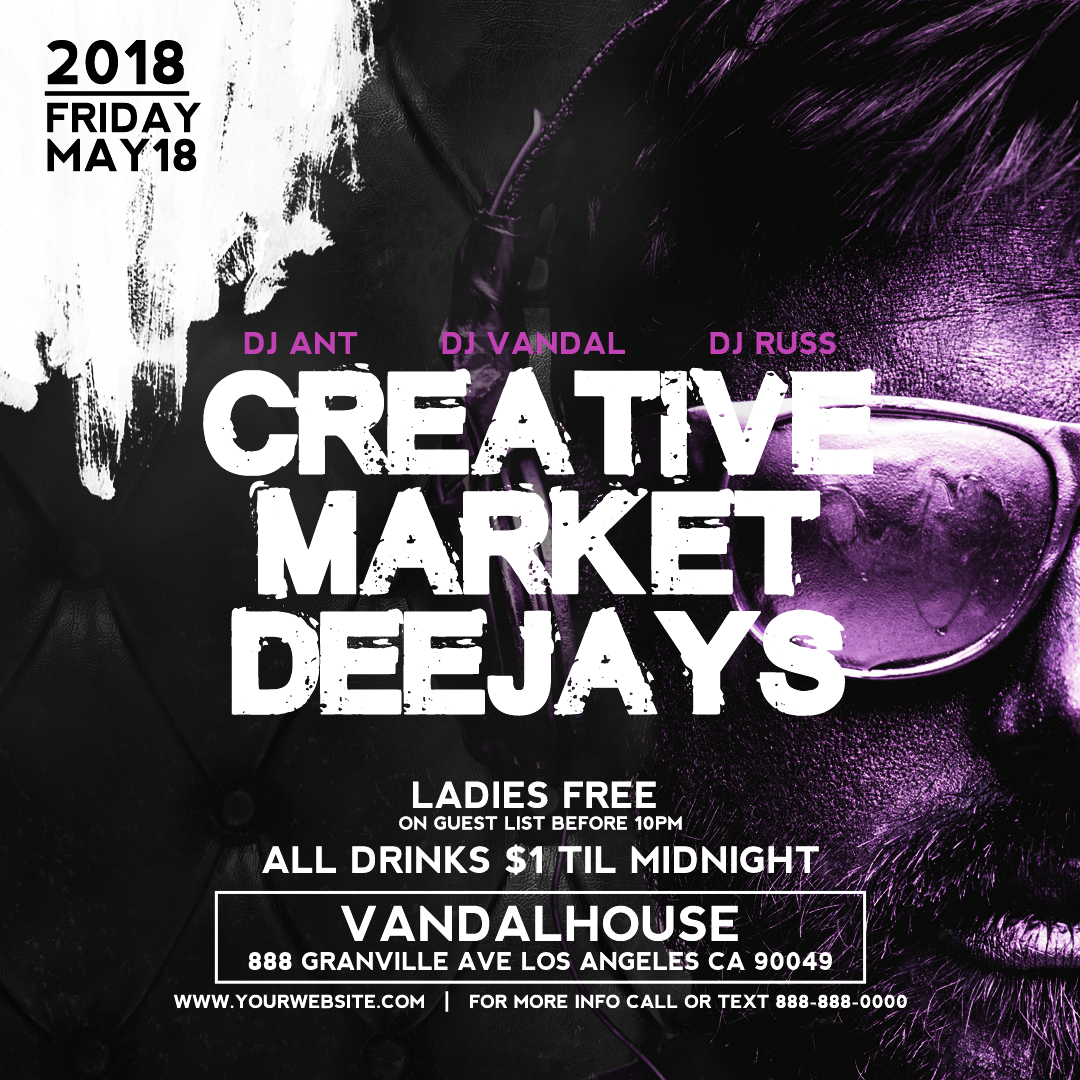 2018
FRIDAY
MAY18
DJ ANT DJ VANDAL DJ RUSS
CREATIVE
MARKET
DEEJAYS
LADIES FREE
ON GUEST LIST BEFORE 10PM
ALL DRINKS $1 TIL MIDNIGHT
VANDALHOUSE
888 GRANVILLE AVE LOS ANGELES CA 90049
WWW.YOURWEBSITE.COM | FOR MORE INFO CALL OR TEXT 888-888-0000